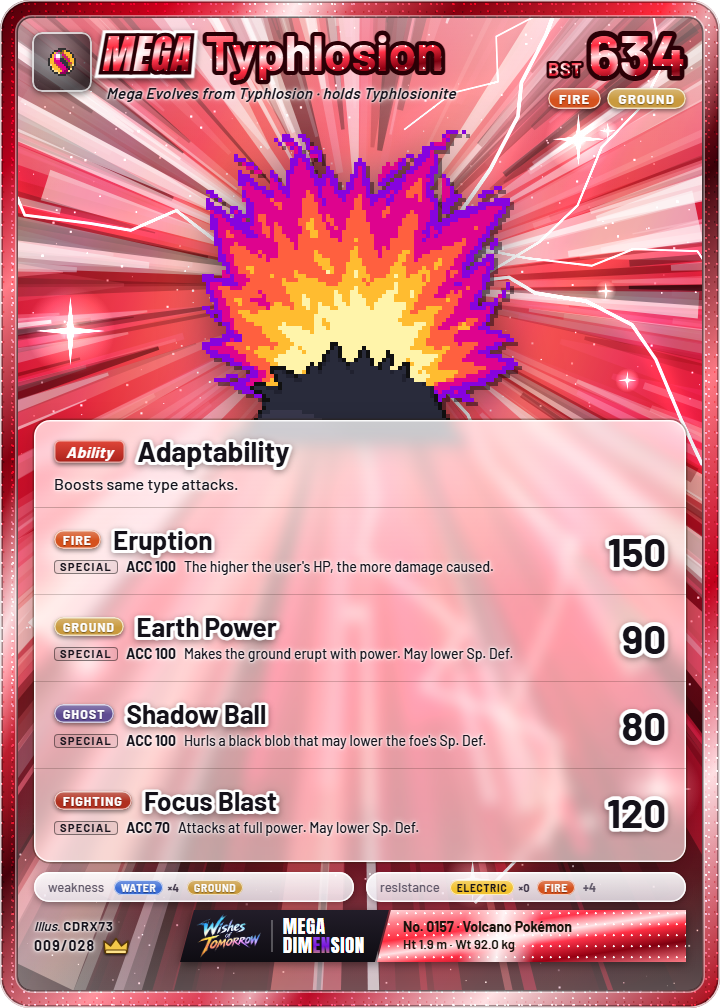 MEGA Typhlosion BST 634
Mega Evolves from Typhlosion · holds Typhlosionite
FIRE GROUND
Ability Adaptability
Boosts same type attacks.
FIRE Eruption 150
SPECIAL ACC 100 The higher the user's HP, the more damage caused.
GROUND Earth Power 90
SPECIAL ACC 100 Makes the ground erupt with power. May lower Sp. Def.
GHOST Shadow Ball 80
SPECIAL ACC 100 Hurls a black blob that may lower the foe's Sp. Def.
FIGHTING Focus Blast 120
SPECIAL ACC 70 Attacks at full power. May lower Sp. Def.
weakness WATER ×4 GROUND
resistance ELECTRIC ×0 FIRE +4
Illus. CDRX73
009/028
Wishes of Tomorrow
MEGA DIMENSION
No. 0157 · Volcano Pokémon
Ht 1.9 m · Wt 92.0 kg